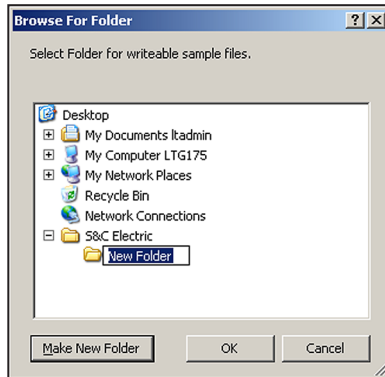 Browse For Folder
Select Folder for writeable sample files.
Desktop
My Documents ltadmin
My Computer LTG175
My Network Places
Recycle Bin
Network Connections
S&C Electric
New Folder
Make New Folder OK Cancel